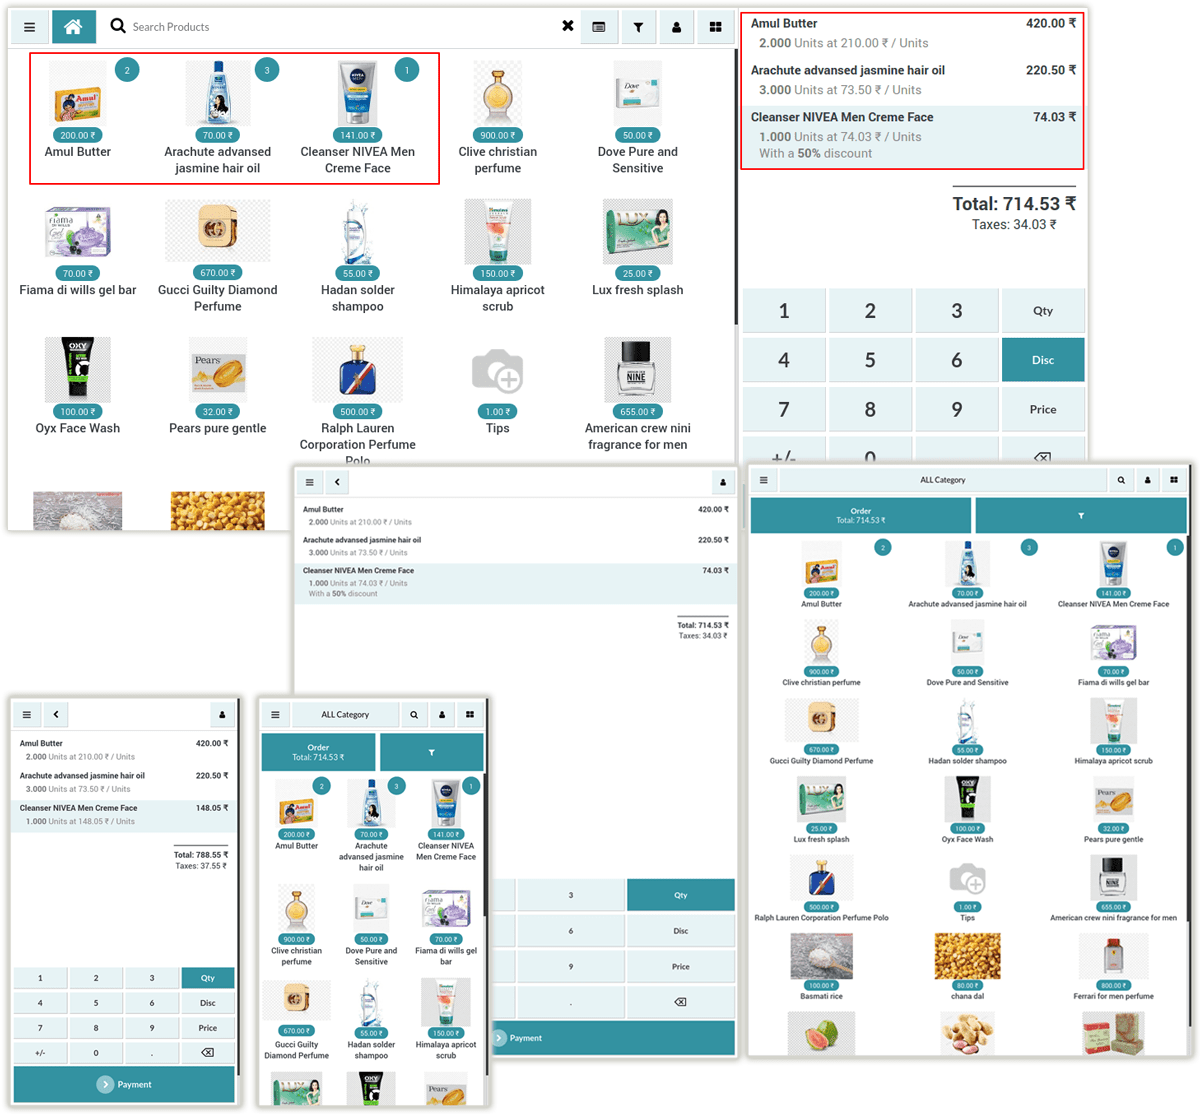 Search Products
2
3
1
200.00 ₹
70.00 ₹
141.00 ₹
900.00 ₹
50.00 ₹
Amul Butter
Arachute advansed
jasmine hair oil
Cleanser NIVEA Men
Creme Face
Clive christian
perfume
Dove Pure and
Sensitive
70.00 ₹
670.00 ₹
55.00 ₹
150.00 ₹
25.00 ₹
Fiama di wills gel bar
Gucci Guilty Diamond
Perfume
Hadan solder
shampoo
Himalaya apricot
scrub
Lux fresh splash
100.00 ₹
32.00 ₹
500.00 ₹
1.00 ₹
655.00 ₹
Oyx Face Wash
Pears pure gentle
Ralph Lauren
Corporation Perfume
Polo
Tips
American crew nini
fragrance for men
Amul Butter 420.00 ₹
2.000 Units at 210.00 ₹ / Units
Arachute advansed jasmine hair oil 220.50 ₹
3.000 Units at 73.50 ₹ / Units
Cleanser NIVEA Men Creme Face 74.03 ₹
1.000 Units at 74.03 ₹ / Units
With a 50% discount
Total: 714.53 ₹
Taxes: 34.03 ₹
1 2 3 Qty
4 5 6 Disc
7 8 9 Price
+/- 0
Amul Butter 420.00 ₹
2.000 Units at 210.00 ₹ / Units
Arachute advansed jasmine hair oil 220.50 ₹
3.000 Units at 73.50 ₹ / Units
Cleanser NIVEA Men Creme Face 74.03 ₹
1.000 Units at 74.03 ₹ / Units
With a 50% discount
Total: 714.53 ₹
Taxes: 34.03 ₹
3 Qty
6 Disc
9 Price
.
Payment
ALL Category
Order
Total: 714.53 ₹
2
3
1
200.00 ₹
70.00 ₹
141.00 ₹
Amul Butter
Arachute advansed jasmine hair oil
Cleanser NIVEA Men Creme Face
900.00 ₹
50.00 ₹
70.00 ₹
Clive christian perfume
Dove Pure and Sensitive
Fiama di wills gel bar
670.00 ₹
55.00 ₹
150.00 ₹
Gucci Guilty Diamond Perfume
Hadan solder shampoo
Himalaya apricot scrub
25.00 ₹
100.00 ₹
32.00 ₹
Lux fresh splash
Oyx Face Wash
Pears pure gentle
500.00 ₹
1.00 ₹
655.00 ₹
Ralph Lauren Corporation Perfume Polo
Tips
American crew nini fragrance for men
100.00 ₹
80.00 ₹
800.00 ₹
Basmati rice
chana dal
Ferrari for men perfume
Amul Butter 420.00 ₹
2.000 Units at 210.00 ₹ / Units
Arachute advansed jasmine hair oil 220.50 ₹
3.000 Units at 73.50 ₹ / Units
Cleanser NIVEA Men Creme Face 148.05 ₹
1.000 Units at 148.05 ₹ / Units
Total: 788.55 ₹
Taxes: 37.55 ₹
1 2 3 Qty
4 5 6 Disc
7 8 9 Price
+/- 0 .
Payment
ALL Category
Order
Total: 714.53 ₹
2
3
1
200.00 ₹
70.00 ₹
141.00 ₹
Amul Butter
Arachute
advansed jasmine
hair oil
Cleanser NIVEA
Men Creme Face
900.00 ₹
50.00 ₹
70.00 ₹
Clive christian
perfume
Dove Pure and
Sensitive
Fiama di wills gel
bar
670.00 ₹
55.00 ₹
150.00 ₹
Gucci Guilty
Diamond Perfume
Hadan solder
shampoo
Himalaya apricot
scrub